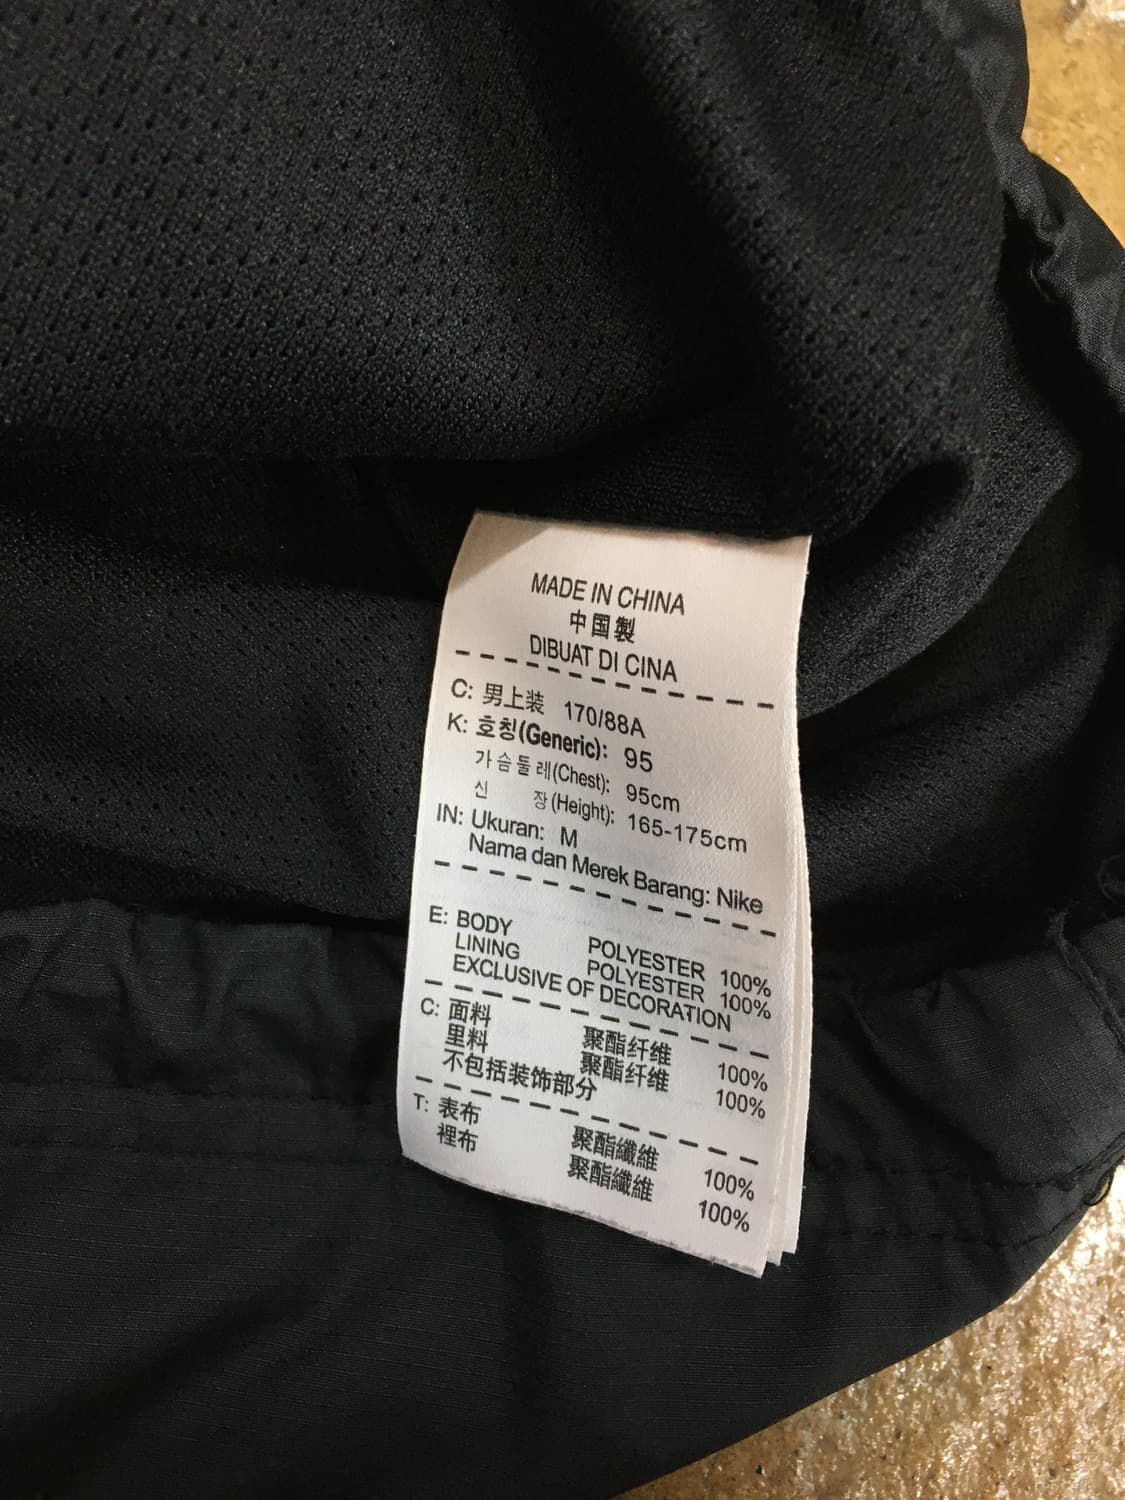 MADE IN CHINA
中国製
DIBUAT DI CINA
C: 男上装 170/88A
K: 호칭(Generic): 95
가슴둘레(Chest): 95cm
신 장(Height): 165-175cm
IN: Ukuran: M
Nama dan Merek Barang: Nike
E: BODY POLYESTER 100%
LINING POLYESTER 100%
EXCLUSIVE OF DECORATION
C: 面料 聚酯纤维 100%
里料 聚酯纤维 100%
不包括装饰部分
T: 表布 聚酯纖維 100%
裡布 聚酯纖維 100%